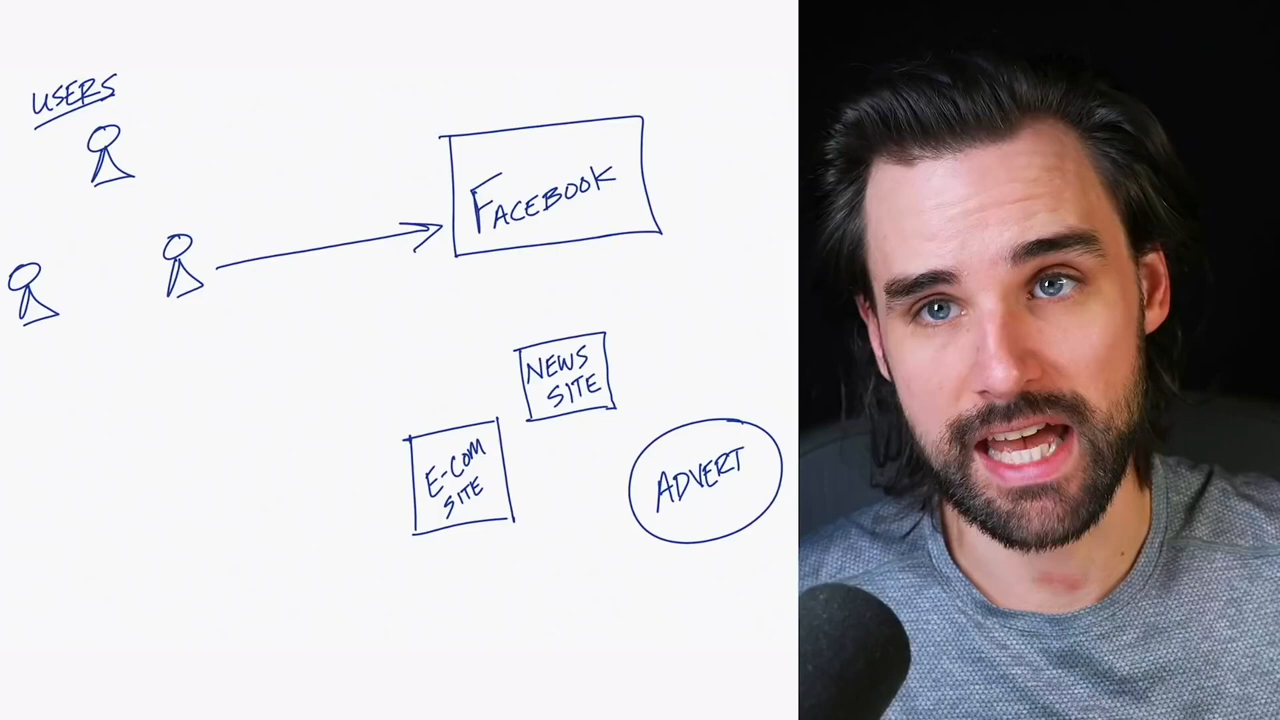 USERS
FACEBOOK
NEWS
SITE
E-COM
SITE
ADVERT